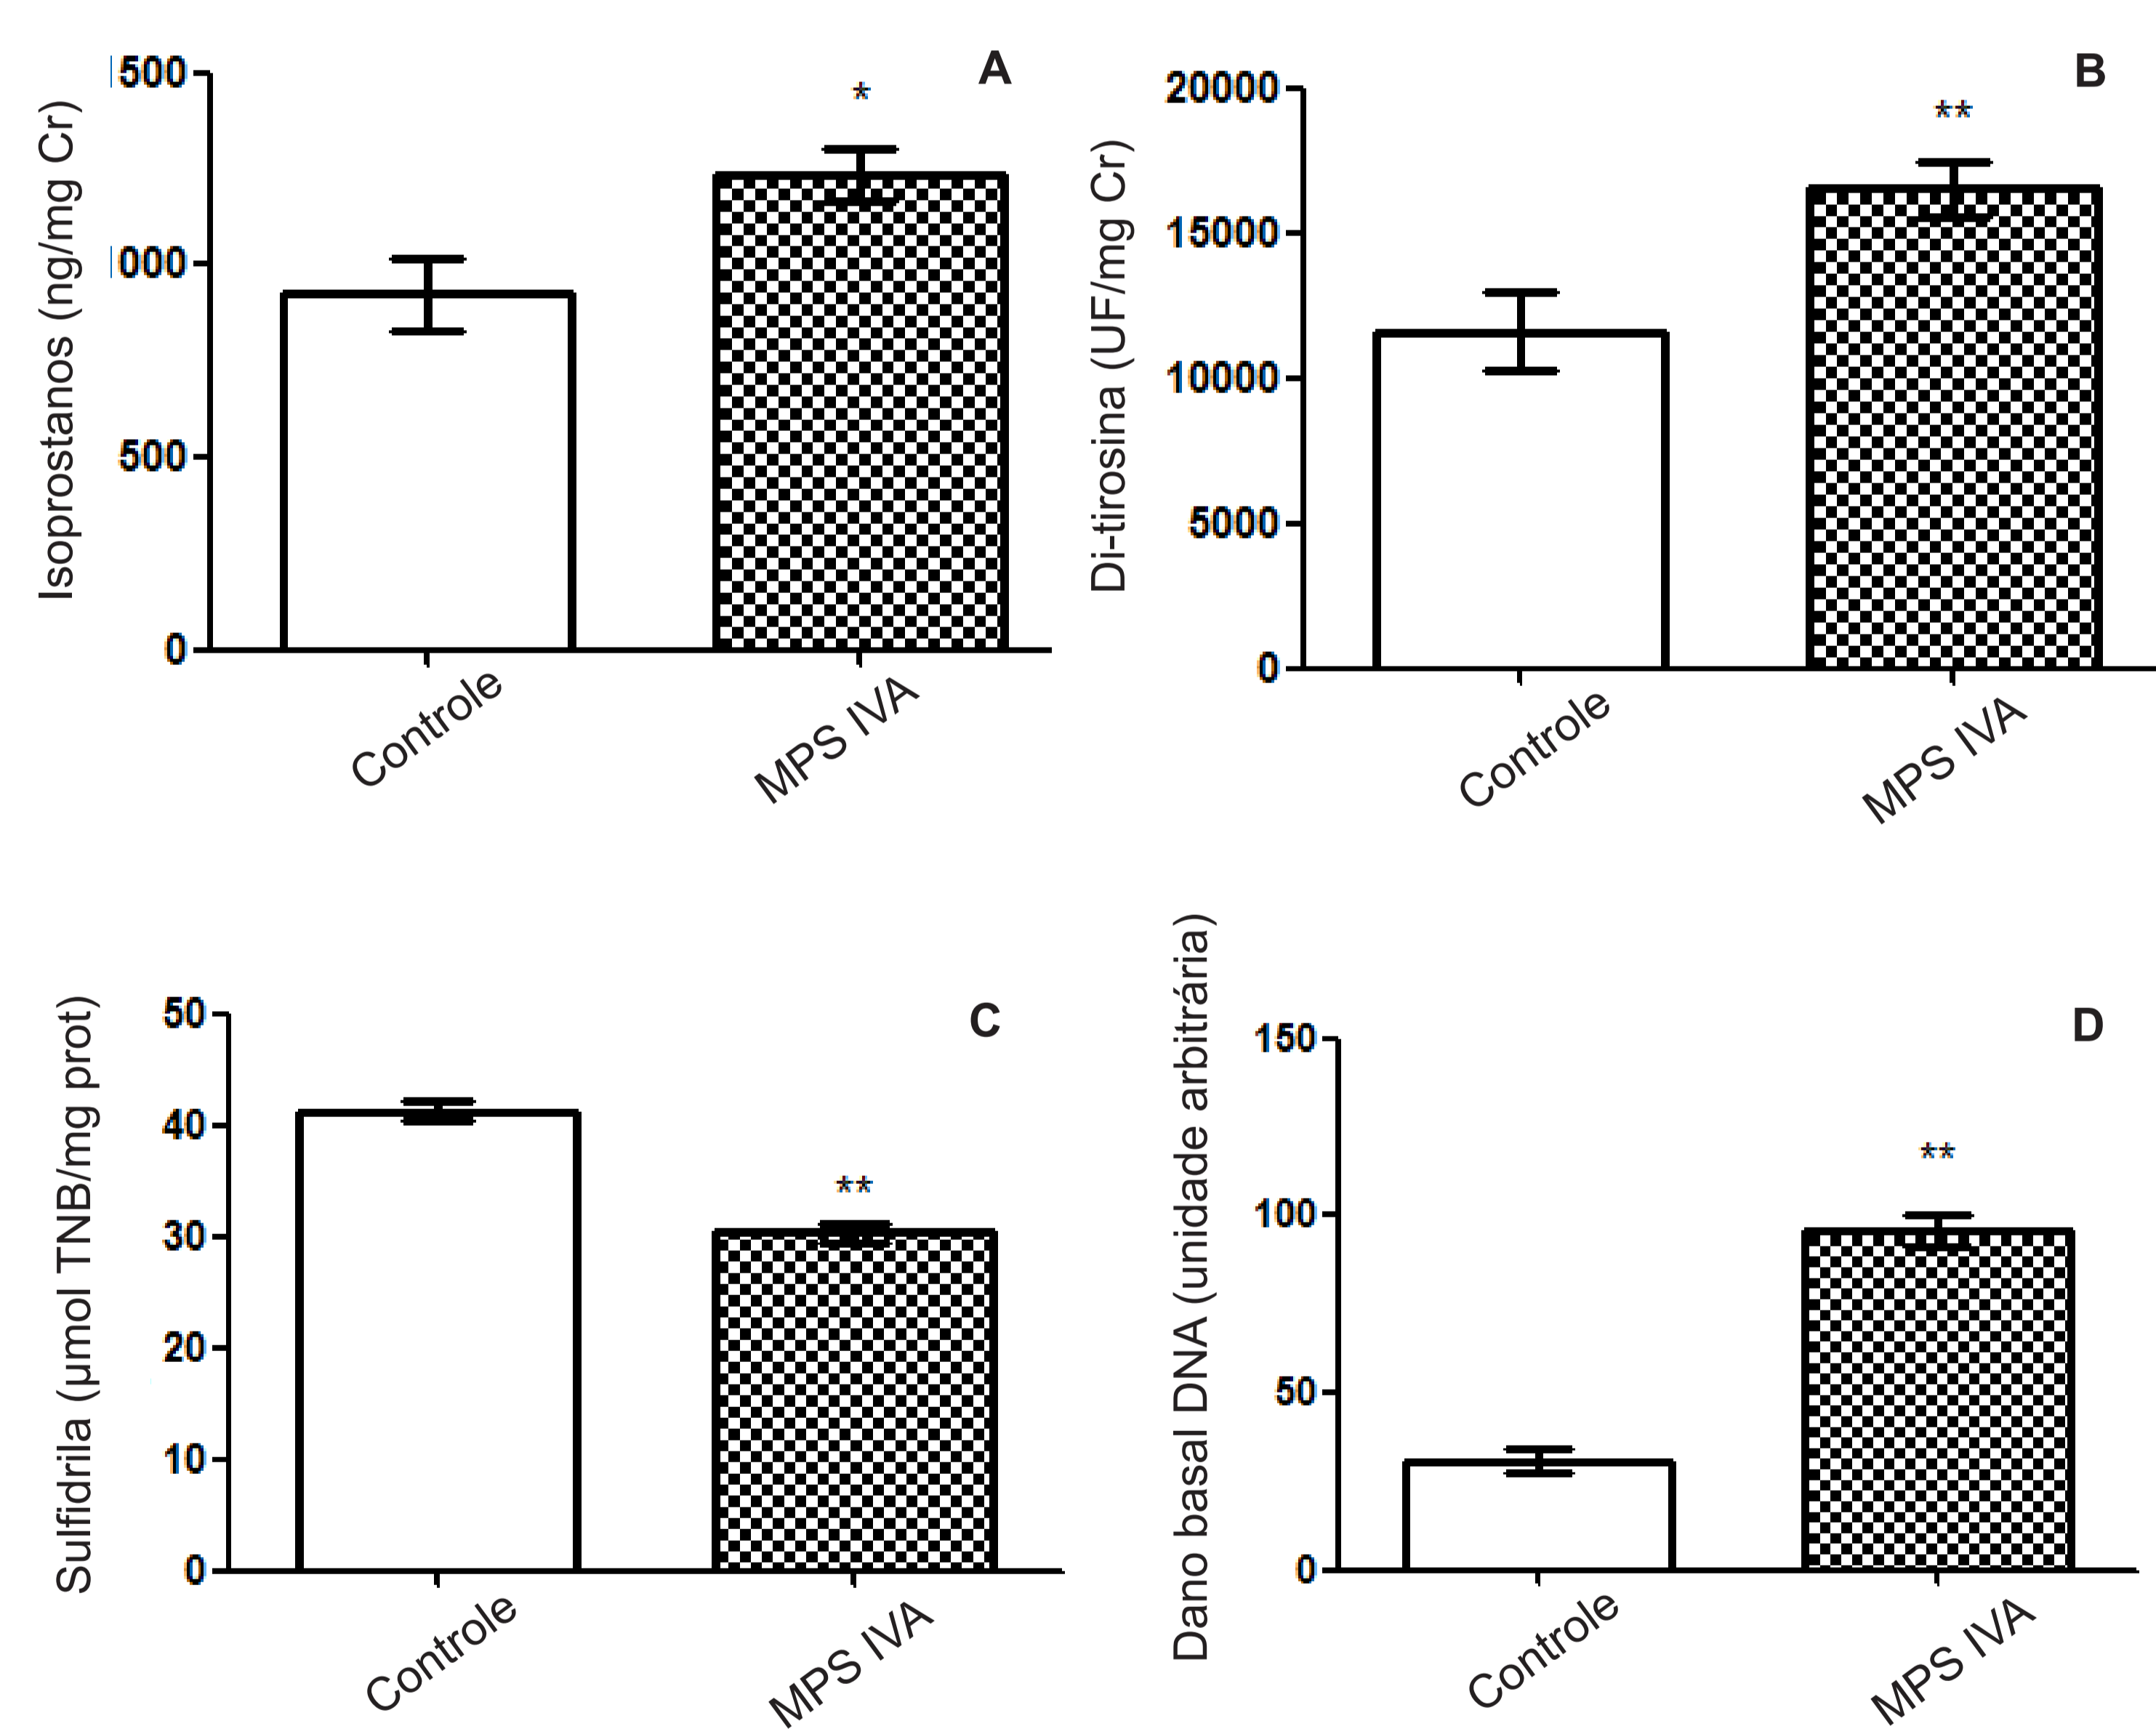 A
Isoprostanos (ng/mg Cr)
500
000
500
0
*
Controle
MPS IVA
B
Di-tirosina (UF/mg Cr)
20000
15000
10000
5000
0
**
Controle
MPS IVA
C
Sulfidrila (µmol TNB/mg prot)
50
40
30
20
10
0
**
Controle
MPS IVA
D
Dano basal DNA (unidade arbitrária)
150
100
50
0
**
Controle
MPS IVA